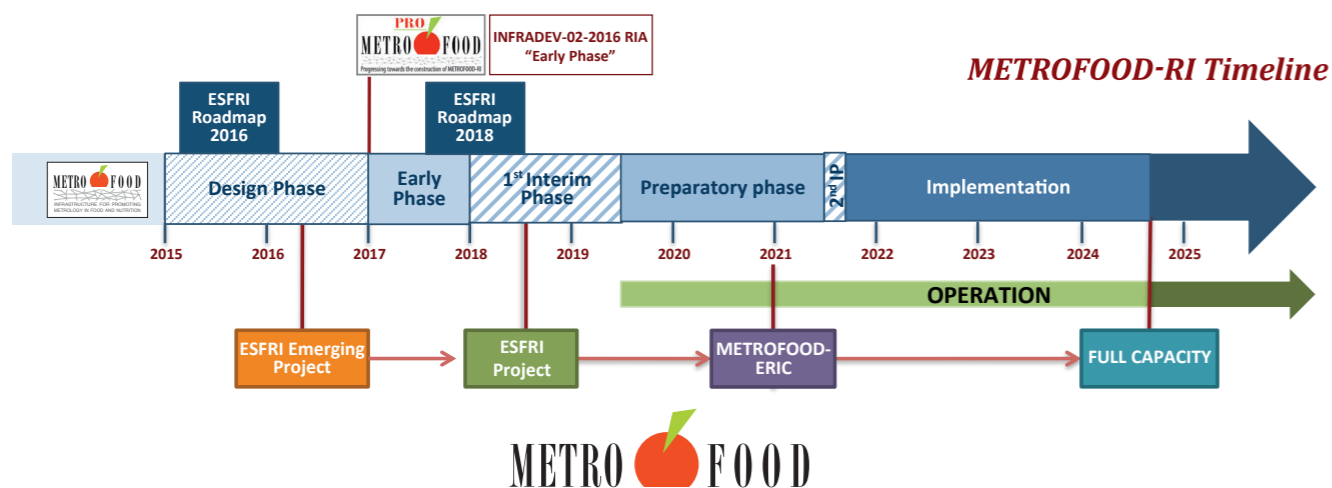 PRO
METRO FOOD
Progressing towards the construction of METROFOOD-RI
INFRADEV-02-2016 RIA
“Early Phase”
METROFOOD-RI Timeline
ESFRI
Roadmap
2016
ESFRI
Roadmap
2018
METRO FOOD
INFRASTRUCTURE FOR PROMOTING
METROLOGY IN FOOD AND NUTRITION
Design Phase
Early
Phase
1st Interim
Phase
Preparatory phase
2nd IP
Implementation
2015
2016
2017
2018
2019
2020
2021
2022
2023
2024
2025
OPERATION
ESFRI Emerging
Project
ESFRI
Project
METROFOOD-
ERIC
FULL CAPACITY
METRO FOOD